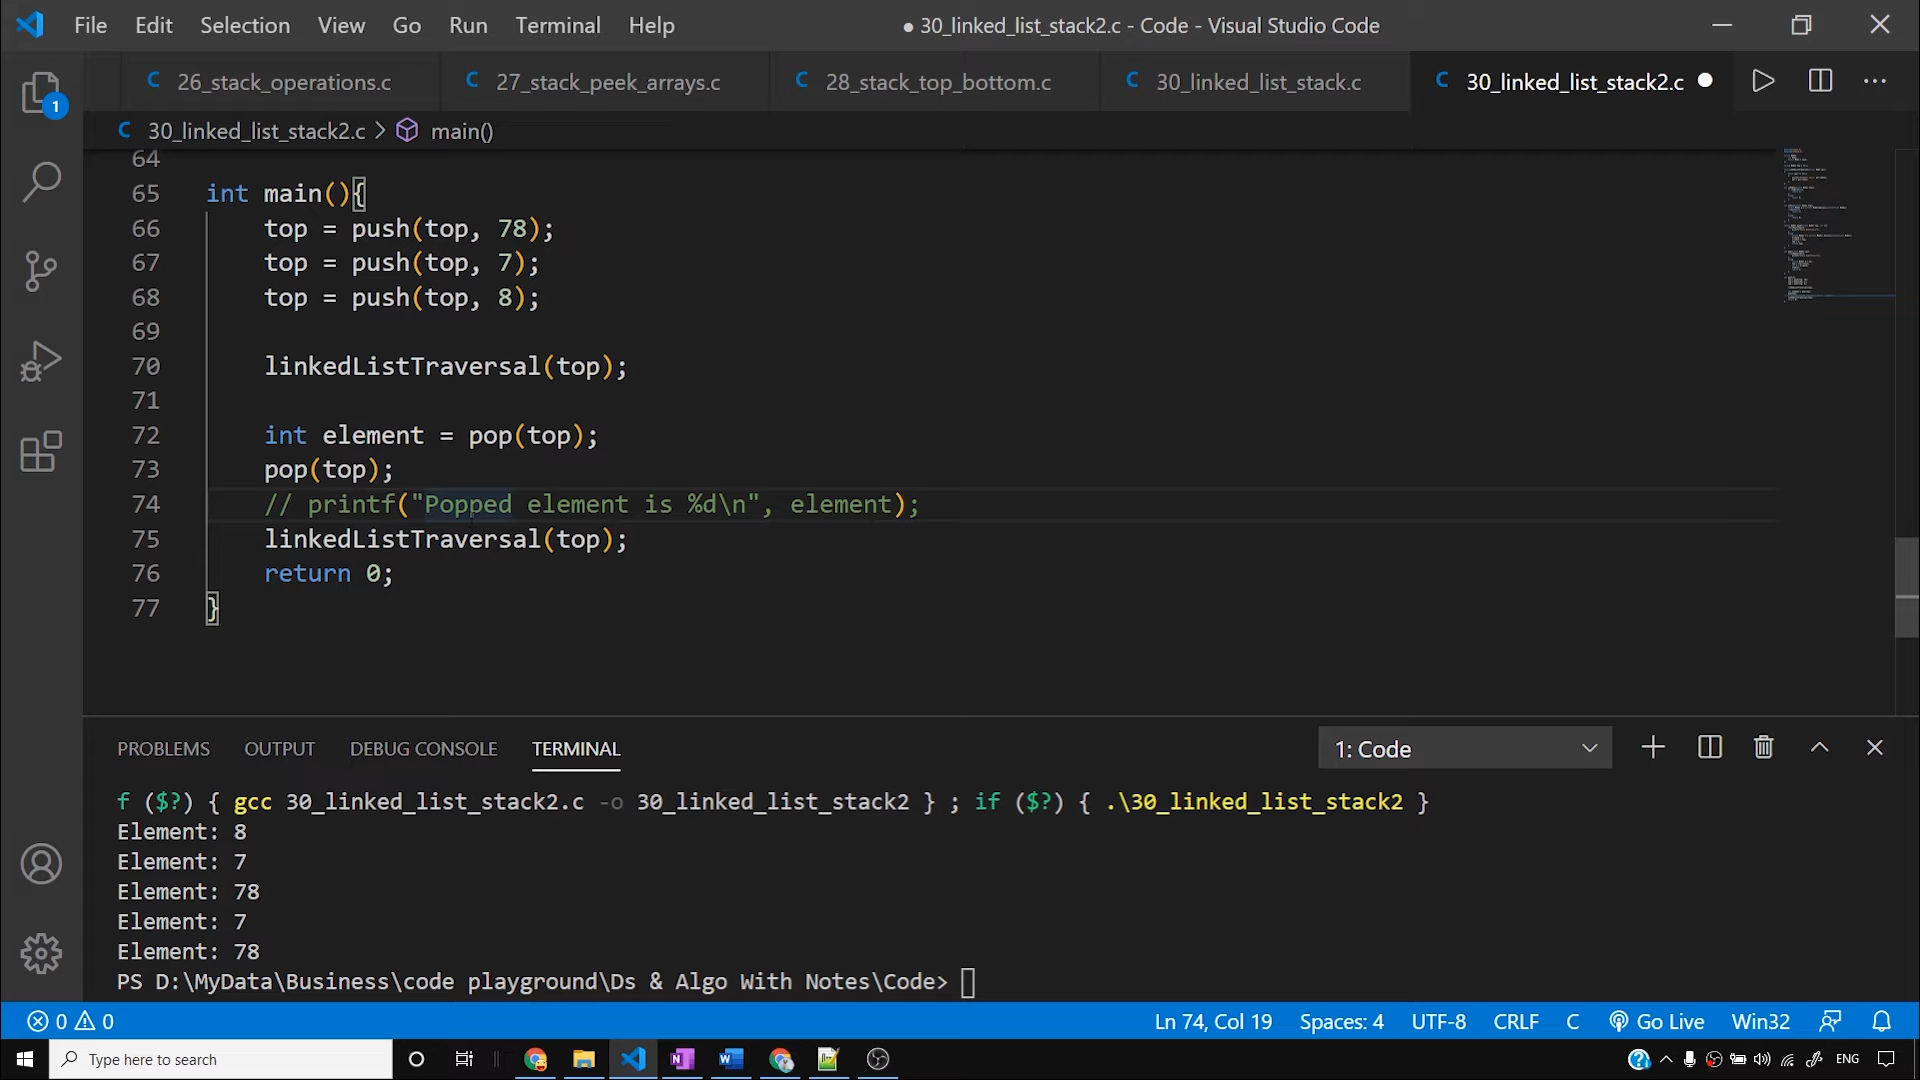 File Edit Selection View Go Run Terminal Help ● 30_linked_list_stack2.c - Code - Visual Studio Code
C 26_stack_operations.c C 27_stack_peek_arrays.c C 28_stack_top_bottom.c C 30_linked_list_stack.c C 30_linked_list_stack2.c ●
1
C 30_linked_list_stack2.c > main()
64
65 int main(){
66 top = push(top, 78);
67 top = push(top, 7);
68 top = push(top, 8);
69
70 linkedListTraversal(top);
71
72 int element = pop(top);
73 pop(top);
74 // printf("Popped element is %d\n", element);
75 linkedListTraversal(top);
76 return 0;
77 }
PROBLEMS OUTPUT DEBUG CONSOLE TERMINAL 1: Code
f ($?) { gcc 30_linked_list_stack2.c -o 30_linked_list_stack2 } ; if ($?) { .\30_linked_list_stack2 }
Element: 8
Element: 7
Element: 78
Element: 7
Element: 78
PS D:\MyData\Business\code playground\Ds & Algo With Notes\Code>
0 0 Ln 74, Col 19 Spaces: 4 UTF-8 CRLF C Go Live Win32
Type here to search ENG